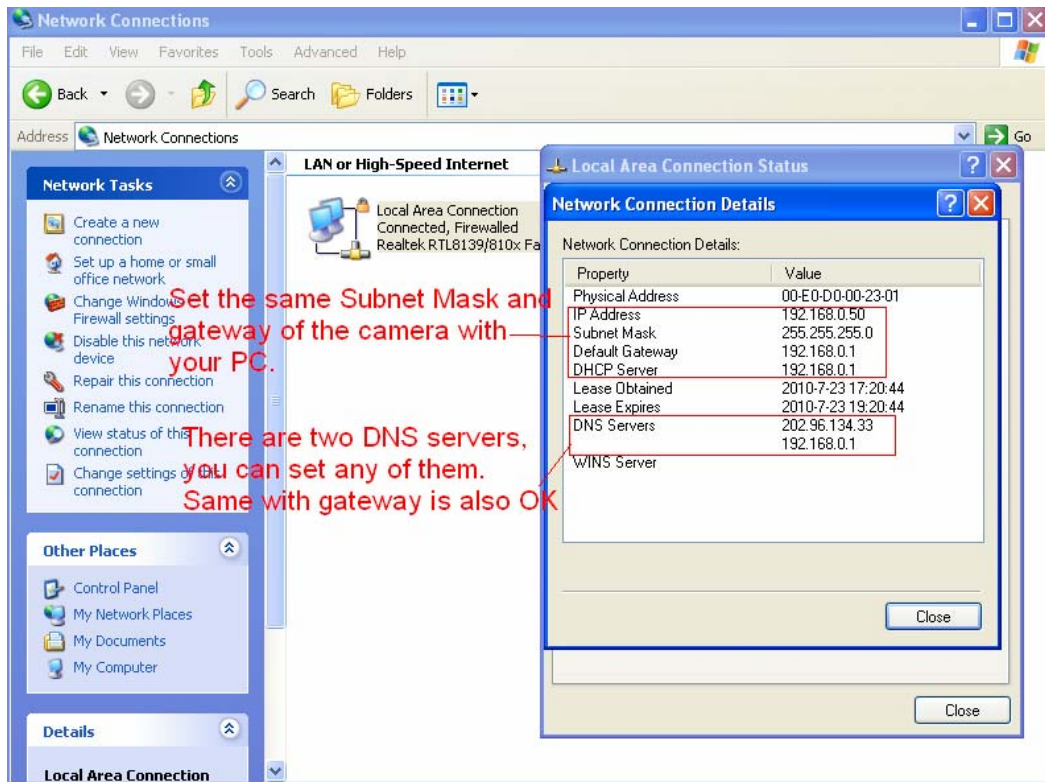 Network Connections
File Edit View Favorites Tools Advanced Help
Back Search Folders
Address Network Connections Go
Network Tasks
Create a new
connection
Set up a home or small
office network
Change Windows
Firewall settings
Disable this network
device
Repair this connection
Rename this connection
View status of this
connection
Change settings of this
connection
Other Places
Control Panel
My Network Places
My Documents
My Computer
Details
Local Area Connection
LAN or High-Speed Internet
Local Area Connection
Connected, Firewalled
Realtek RTL8139/810x Fa
Set the same Subnet Mask and
gateway of the camera with
your PC.
There are two DNS servers,
you can set any of them.
Same with gateway is also OK
Local Area Connection Status
Network Connection Details
Network Connection Details:
Property Value
Physical Address 00-E0-D0-00-23-01
IP Address 192.168.0.50
Subnet Mask 255.255.255.0
Default Gateway 192.168.0.1
DHCP Server 192.168.0.1
Lease Obtained 2010-7-23 17:20:44
Lease Expires 2010-7-23 19:20:44
DNS Servers 202.96.134.33
192.168.0.1
WINS Server
Close
Close